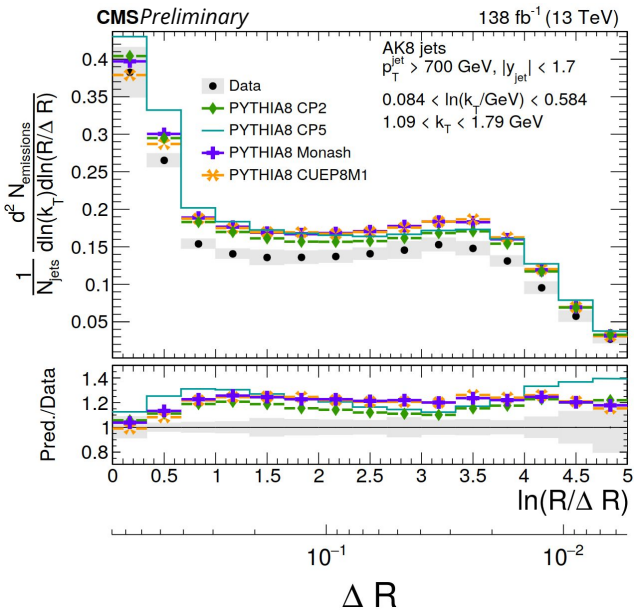 CMS Preliminary 138 fb⁻¹ (13 TeV)
AK8 jets
p_T^jet > 700 GeV, |y_jet| < 1.7
0.084 < ln(k_T/GeV) < 0.584
1.09 < k_T < 1.79 GeV
Data
PYTHIA8 CP2
PYTHIA8 CP5
PYTHIA8 Monash
PYTHIA8 CUEP8M1
1/N_jets d² N_emissions/dln(k_T)dln(R/Δ R)
0.4
0.35
0.3
0.25
0.2
0.15
0.1
0.05
Pred./Data
1.4
1.2
1
0.8
0 0.5 1 1.5 2 2.5 3 3.5 4 4.5 5
ln(R/Δ R)
10⁻¹ 10⁻²
Δ R